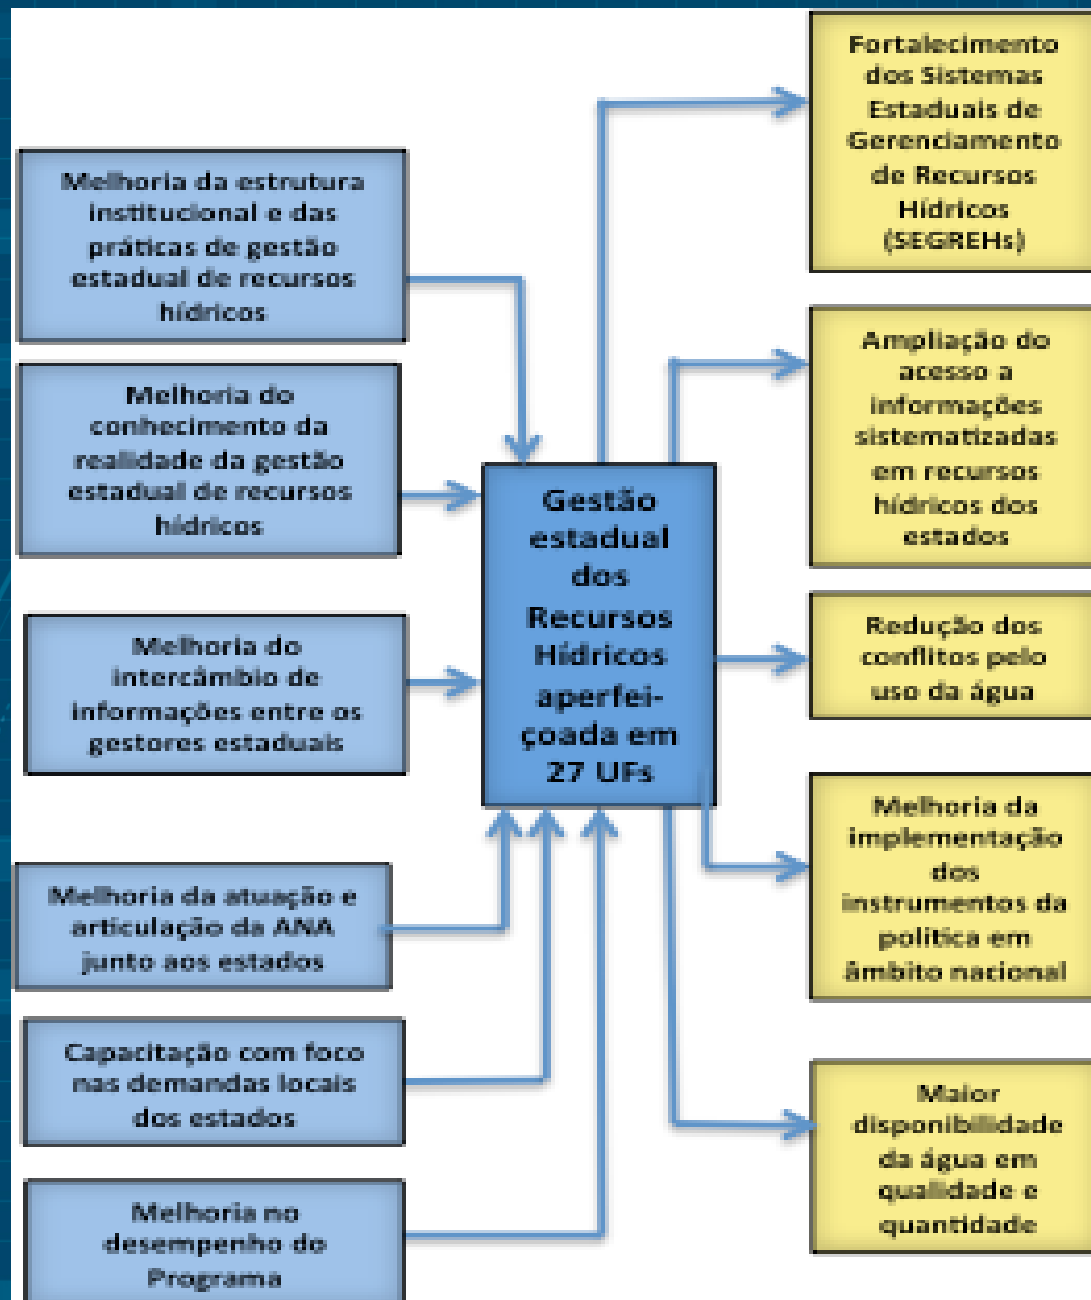 Melhoria da estrutura
institucional e das
práticas de gestão
estadual de recursos
hídricos
Melhoria do
conhecimento da
realidade da gestão
estadual de recursos
hídricos
Melhoria do
intercâmbio de
informações entre os
gestores estaduais
Melhoria da atuação e
articulação da ANA
junto aos estados
Capacitação com foco
nas demandas locais
dos estados
Melhoria no
desempenho do
Programa
Gestão
estadual
dos
Recursos
Hídricos
aperfei-
çoada em
27 UFs
Fortalecimento
dos Sistemas
Estaduais de
Gerenciamento
de Recursos
Hídricos
(SEGREHs)
Ampliação do
acesso a
informações
sistematizadas
em recursos
hídricos dos
estados
Redução dos
conflitos pelo
uso da água
Melhoria da
implementação
dos
instrumentos da
política em
âmbito nacional
Maior
disponibilidade
da água em
qualidade e
quantidade